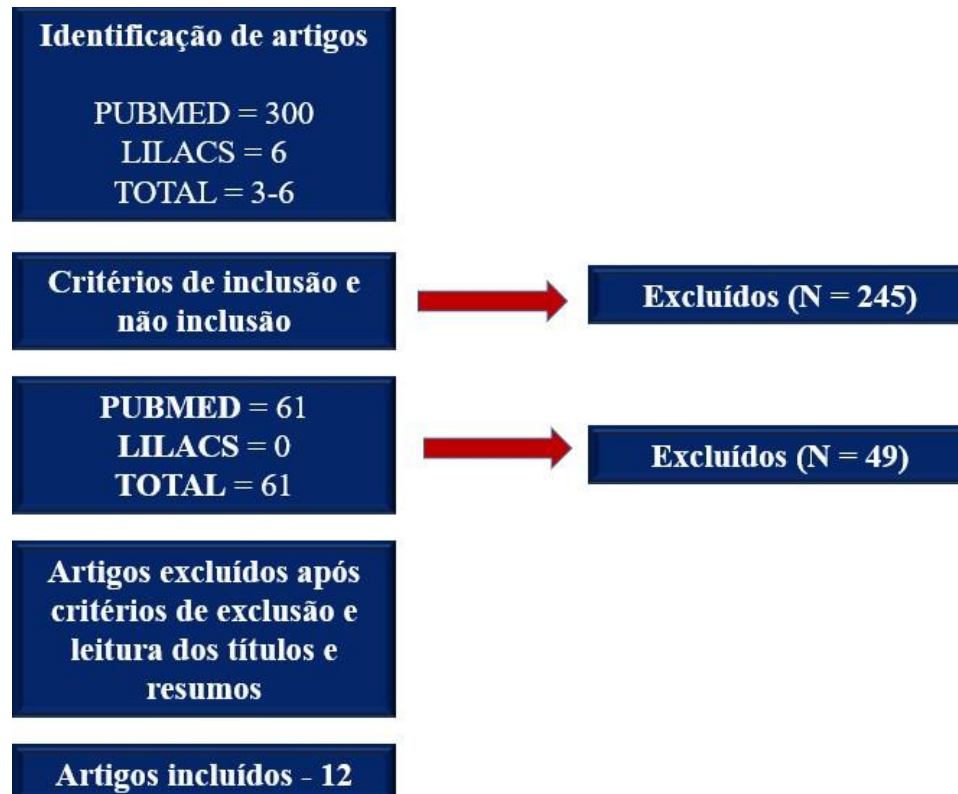 Identificação de artigos
PUBMED = 300
LILACS = 6
TOTAL = 3-6
Critérios de inclusão e
não inclusão
Excluídos (N = 245)
PUBMED = 61
LILACS = 0
TOTAL = 61
Excluídos (N = 49)
Artigos excluídos após
critérios de exclusão e
leitura dos títulos e
resumos
Artigos incluídos - 12